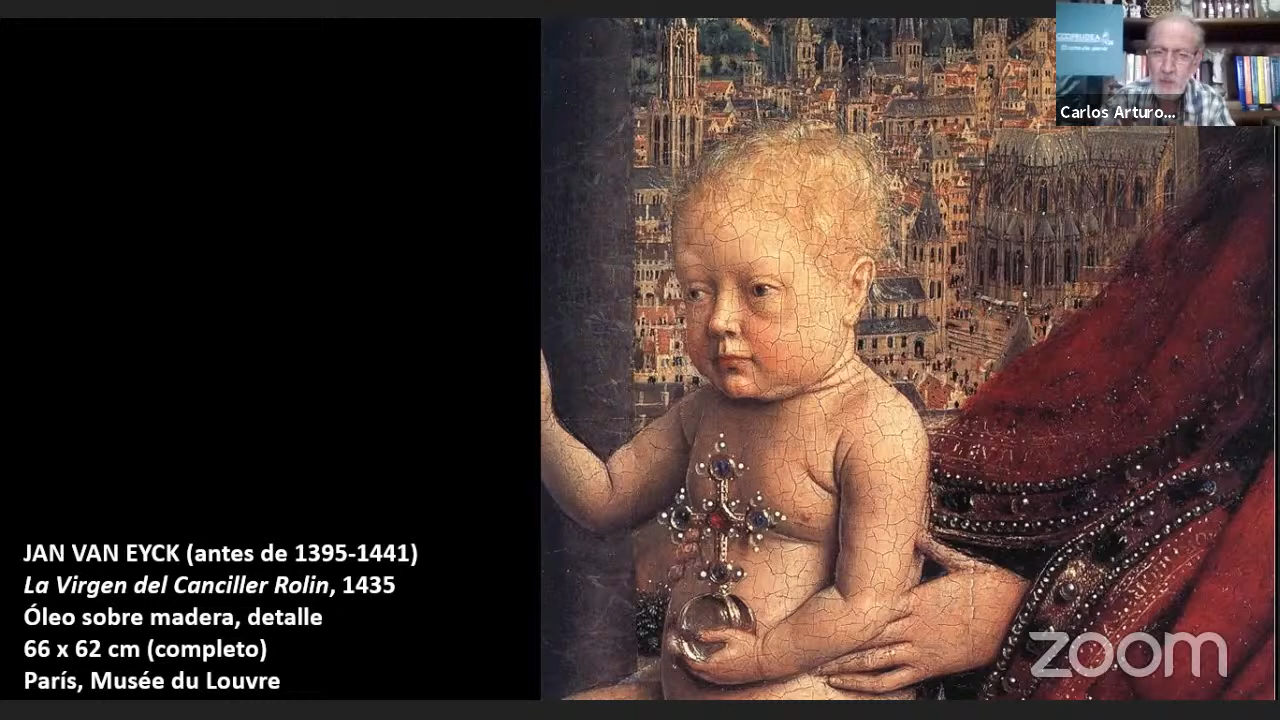 JAN VAN EYCK (antes de 1395-1441)
La Virgen del Canciller Rolin, 1435
Óleo sobre madera, detalle
66 x 62 cm (completo)
París, Musée du Louvre
Carlos Arturo...
zoom